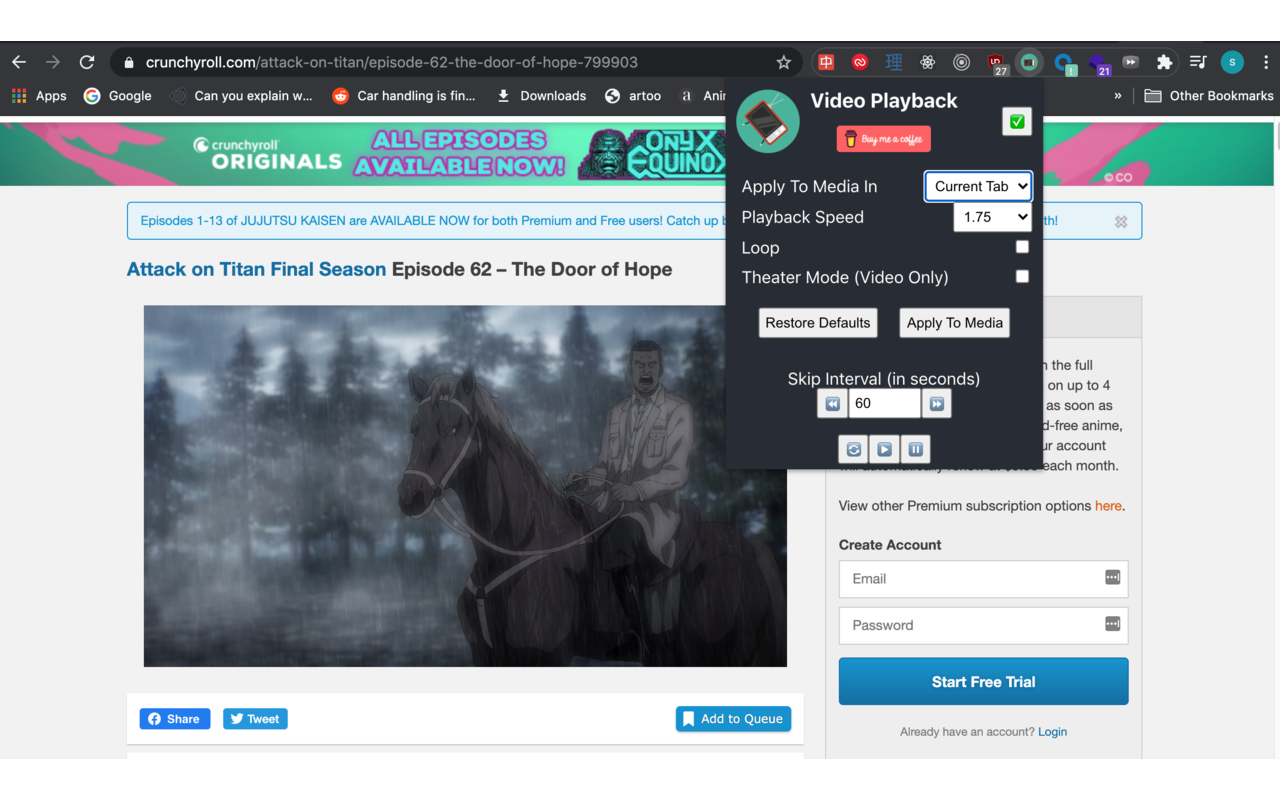 crunchyroll.com/attack-on-titan/episode-62-the-door-of-hope-799903
中
理
27
1
21
S
Apps
Google
Can you explain w...
Car handling is fin...
Downloads
artoo
a
»
Other Bookmarks
crunchyroll
ORIGINALS
ALL EPISODES
AVAILABLE NOW!
ONYX
EQUINOX
Video Playback
Buy me a coffee
Apply To Media In
Current Tab
Playback Speed
1.75
Loop
Theater Mode (Video Only)
Restore Defaults
Apply To Media
Skip Interval (in seconds)
60
Episodes 1-13 of JUJUTSU KAISEN are AVAILABLE NOW for both Premium and Free users! Catch up
th!
Attack on Titan Final Season Episode 62 – The Door of Hope
the full
on up to 4
as soon as
d-free anime,
ur account
each month.
View other Premium subscription options here.
Create Account
Email
Password
Start Free Trial
Already have an account? Login
Share
Tweet
Add to Queue